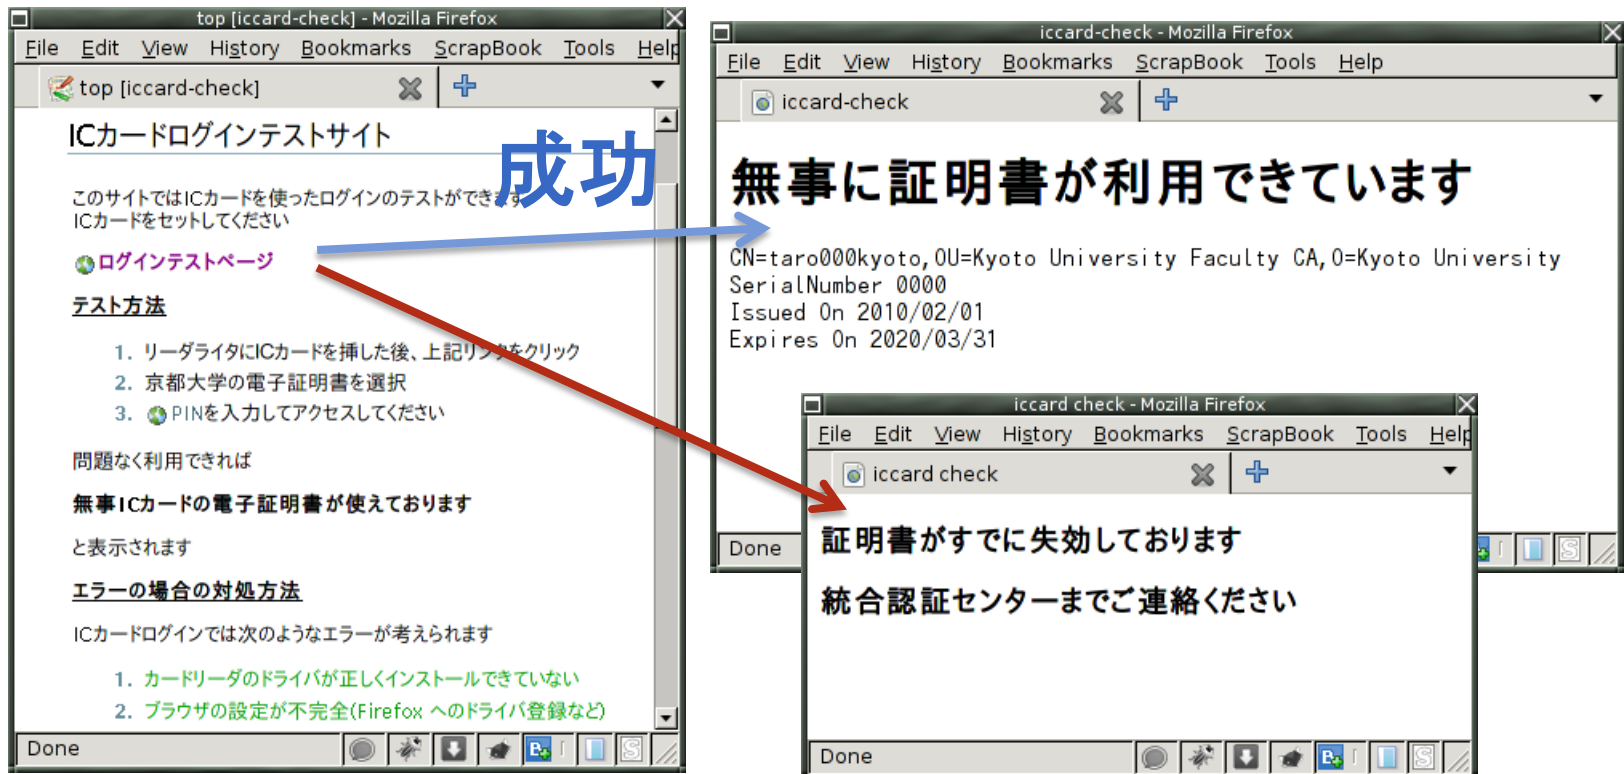 top [iccard-check] - Mozilla Firefox
File Edit View History Bookmarks ScrapBook Tools Help
top [iccard-check]
ICカードログインテストサイト
成功
このサイトではICカードを使ったログインのテストができます
ICカードをセットしてください
ログインテストページ
テスト方法
1. リーダライタにICカードを挿した後、上記リンクをクリック
2. 京都大学の電子証明書を選択
3. PINを入力してアクセスしてください
問題なく利用できれば
無事ICカードの電子証明書が使えております
と表示されます
エラーの場合の対処方法
ICカードログインでは次のようなエラーが考えられます
1. カードリーダのドライバが正しくインストールできていない
2. ブラウザの設定が不完全(Firefox へのドライバ登録など)
Done
iccard-check - Mozilla Firefox
File Edit View History Bookmarks ScrapBook Tools Help
iccard-check
無事に証明書が利用できています
CN=taro000kyoto,OU=Kyoto University Faculty CA,O=Kyoto University
SerialNumber 0000
Issued On 2010/02/01
Expires On 2020/03/31
Done
iccard check - Mozilla Firefox
File Edit View History Bookmarks ScrapBook Tools Help
iccard check
証明書がすでに失効しております
統合認証センターまでご連絡ください
Done